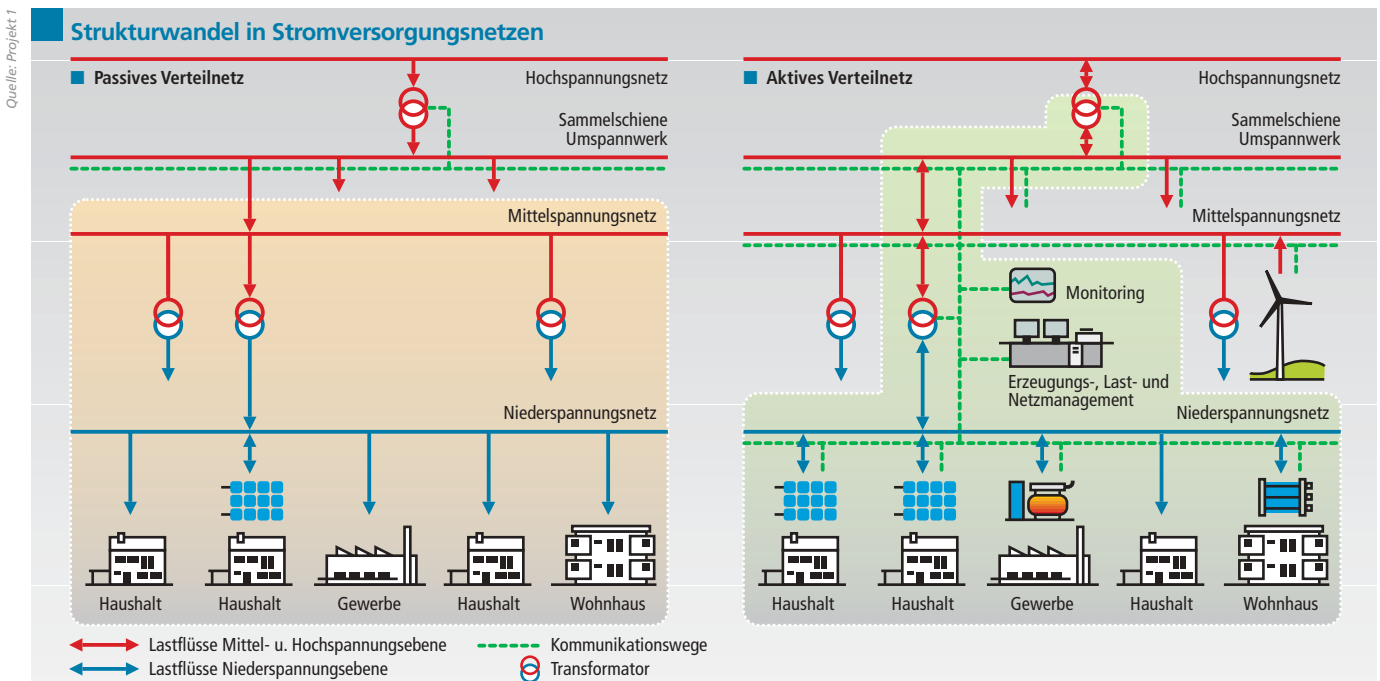 Quelle: Projekt 1
Strukturwandel in Stromversorgungsnetzen
Passives Verteilnetz
Hochspannungsnetz
Sammelschiene
Umspannwerk
Mittelspannungsnetz
Niederspannungsnetz
Haushalt
Haushalt
Gewerbe
Haushalt
Wohnhaus
Aktives Verteilnetz
Hochspannungsnetz
Sammelschiene
Umspannwerk
Mittelspannungsnetz
Monitoring
Erzeugungs-, Last- und
Netzmanagement
Niederspannungsnetz
Haushalt
Haushalt
Gewerbe
Haushalt
Wohnhaus
Lastflüsse Mittel- u. Hochspannungsebene
Lastflüsse Niederspannungsebene
Kommunikationswege
Transformator